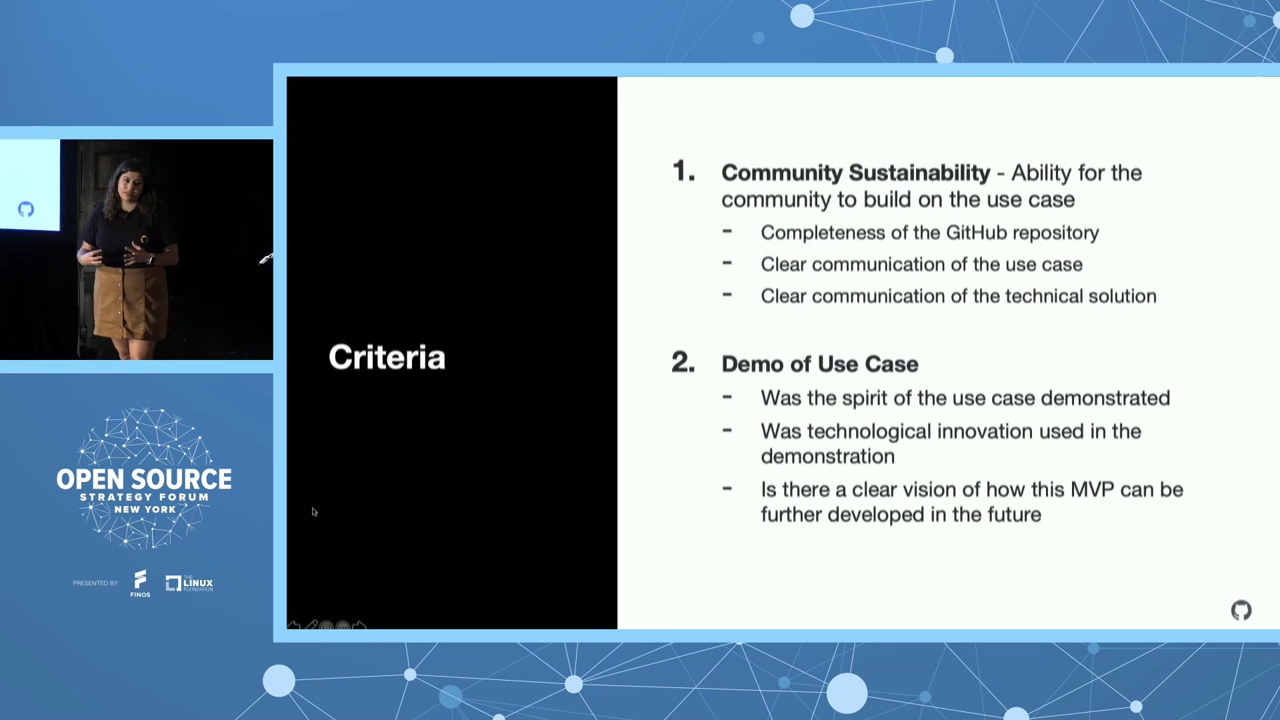 Criteria
1. Community Sustainability - Ability for the
community to build on the use case
- Completeness of the GitHub repository
- Clear communication of the use case
- Clear communication of the technical solution
2. Demo of Use Case
- Was the spirit of the use case demonstrated
- Was technological innovation used in the
demonstration
- Is there a clear vision of how this MVP can be
further developed in the future
OPEN SOURCE
STRATEGY FORUM
NEW YORK
PRESENTED BY
FINOS
THE
LINUX
FOUNDATION